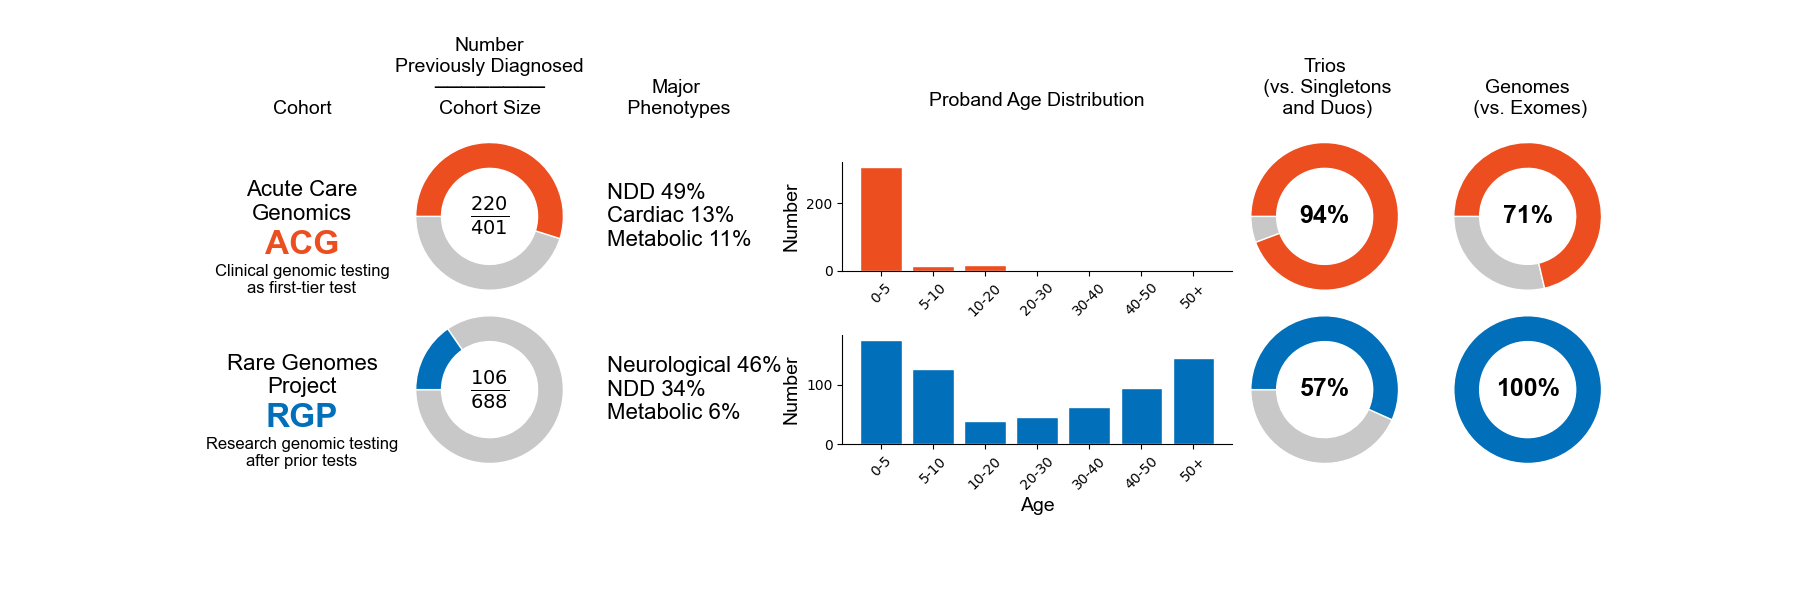 Number
Previously Diagnosed
Cohort Size
Cohort
Major
Phenotypes
Proband Age Distribution
Trios
(vs. Singletons
and Duos)
Genomes
(vs. Exomes)
Acute Care
Genomics
ACG
Clinical genomic testing
as first-tier test
220
401
NDD 49%
Cardiac 13%
Metabolic 11%
Number
200
0
0-5
5-10
10-20
20-30
30-40
40-50
50+
94%
71%
Rare Genomes
Project
RGP
Research genomic testing
after prior tests
106
688
Neurological 46%
NDD 34%
Metabolic 6%
Number
100
0
0-5
5-10
10-20
20-30
30-40
40-50
50+
Age
57%
100%